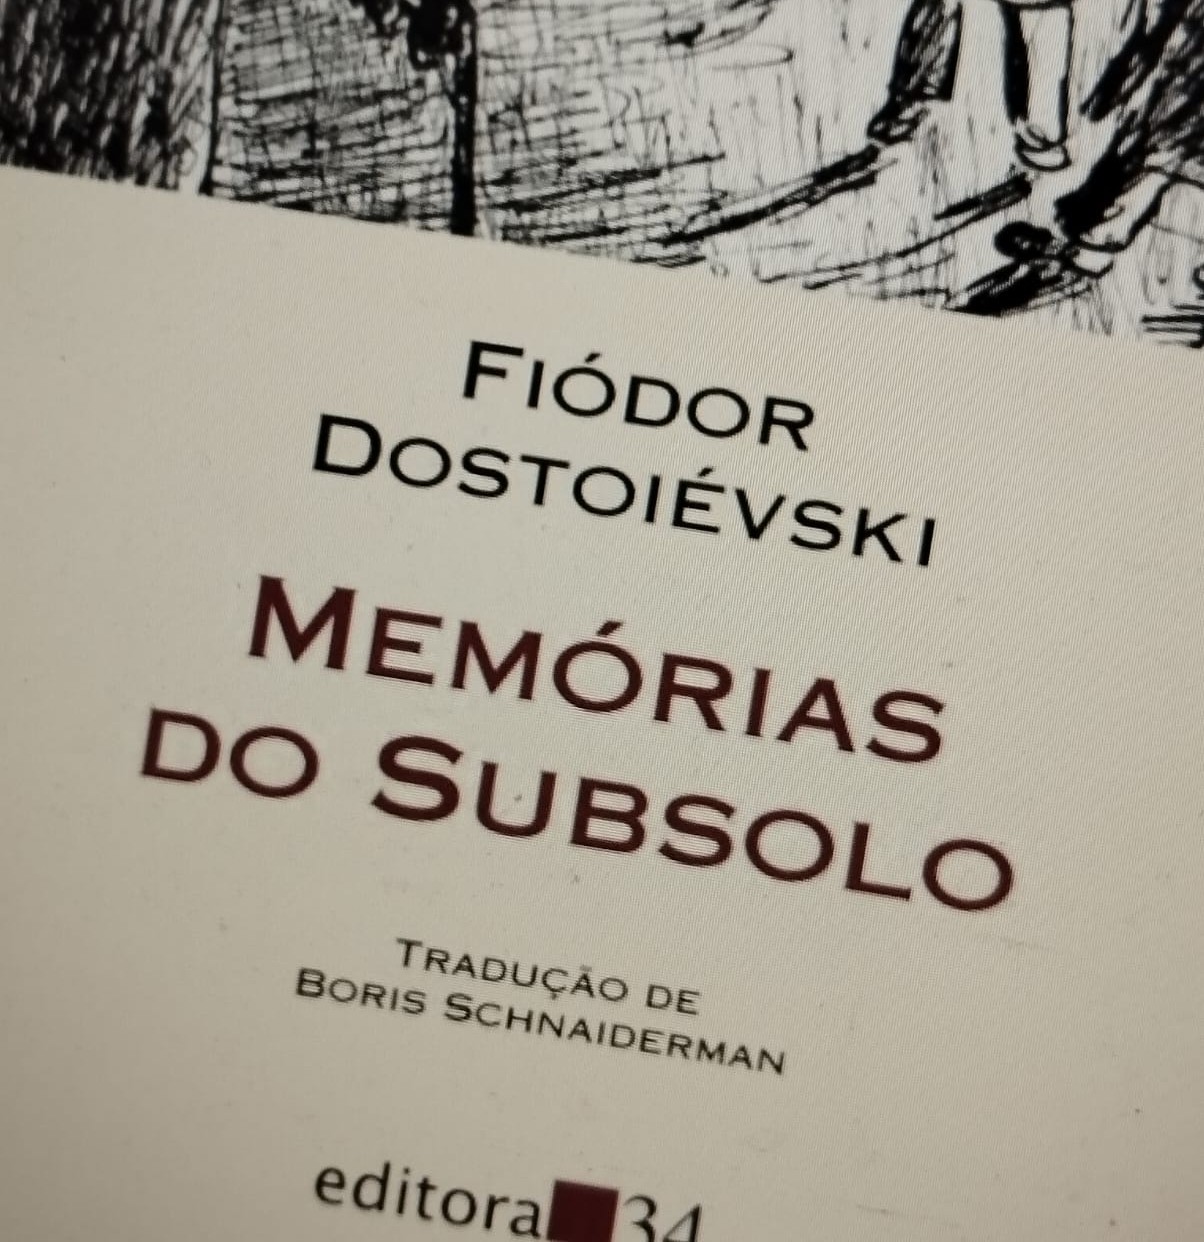 Fiódor
Dostoiévski
Memórias
do Subsolo
Tradução de
Boris Schnaiderman
editora 34